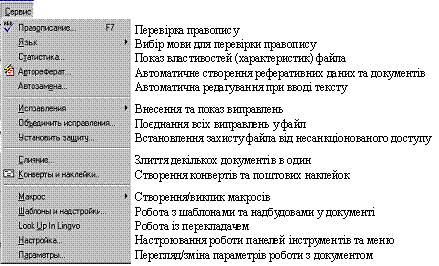 Сервис
Правописание... F7 Перевірка правопису
Язык Вибір мови для перевірки правопису
Статистика... Показ властивостей (характеристик) файла
Автореферат... Автоматичне створення реферативних даних та документів
Автозамена... Автоматична редагування при вводі тексту
Исправления Внесення та показ виправлень
Объединить исправления... Поєднання всіх виправлень у файл
Установить защиту... Встановлення захисту файла від несанкціонованого доступу
Слияние... Злиття декількох документів в один
Конверты и наклейки... Створення конвертів та поштових наклейок
Макрос Створення/виклик макросів
Шаблоны и надстройки... Робота з шаблонами та надбудовами у документі
Look Up In Lingvo Робота із перекладачем
Настройка... Настроювання роботи панелей інструментів та меню
Параметры... Перегляд/зміна параметрів роботи з документом